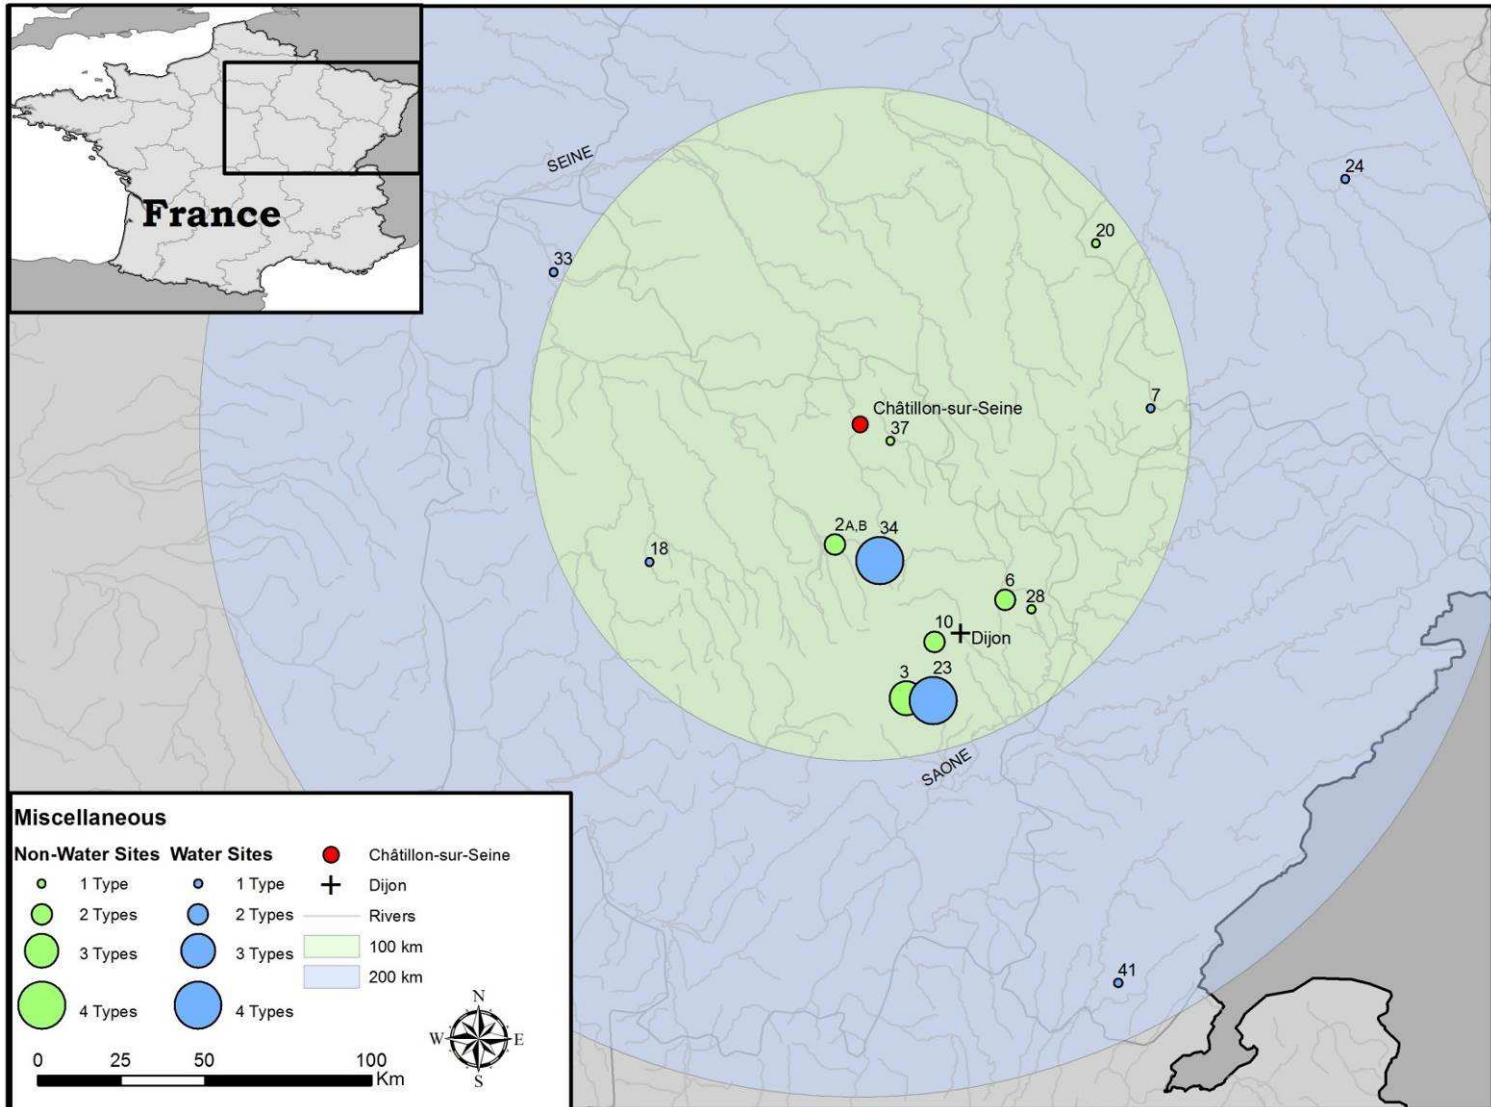 France
SEINE
24
20
33
7
Châtillon-sur-Seine
37
2A,B
34
18
6
28
10
Dijon
3
23
SAONE
41
Miscellaneous
Non-Water Sites Water Sites
1 Type 1 Type Châtillon-sur-Seine
2 Types 2 Types Dijon
3 Types 3 Types Rivers
4 Types 4 Types 100 km
200 km
N
W E
S
0 25 50 100
Km